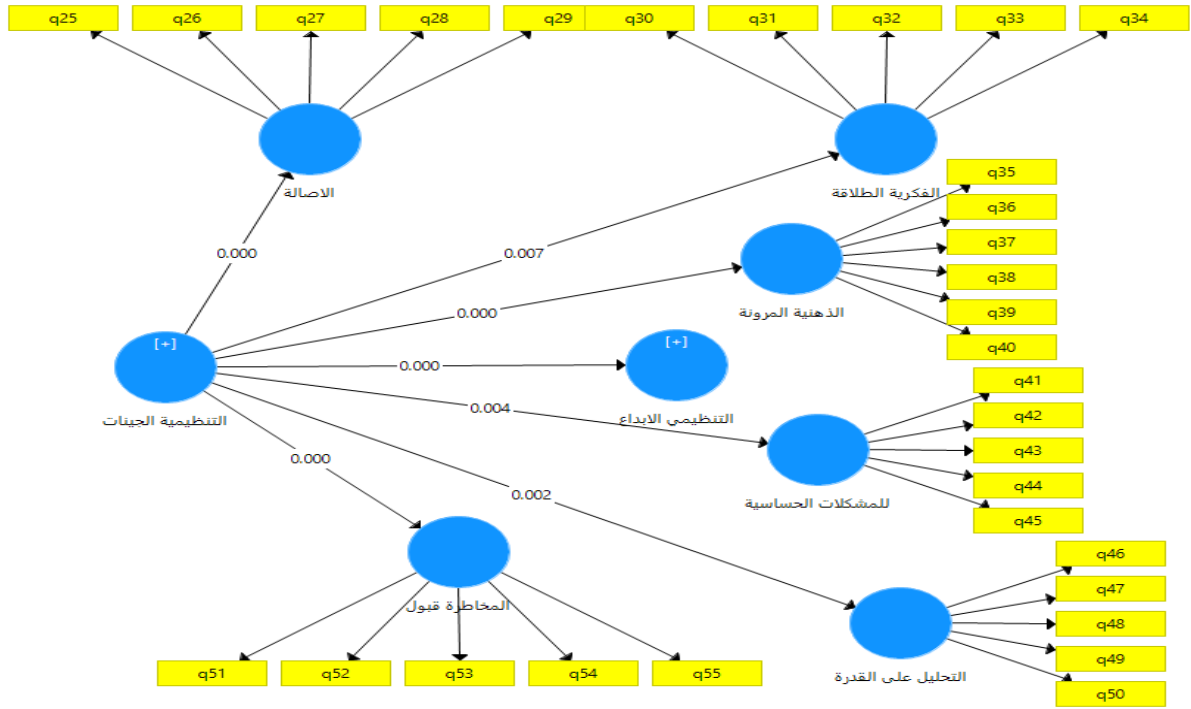 q25
q26
q27
q28
q29
q30
q31
q32
q33
q34
الاصالة
الفكرية الطلاقة
q35
q36
q37
q38
q39
q40
0.000
0.007
الذهنية المرونة
0.000
[+]
التنظيمية الجينات
0.000
[+]
التنظيمي الابداع
0.004
q41
q42
q43
q44
q45
للمشكلات الحساسية
0.000
0.002
المخاطرة قبول
q46
q47
q48
q49
q50
التحليل على القدرة
q51
q52
q53
q54
q55